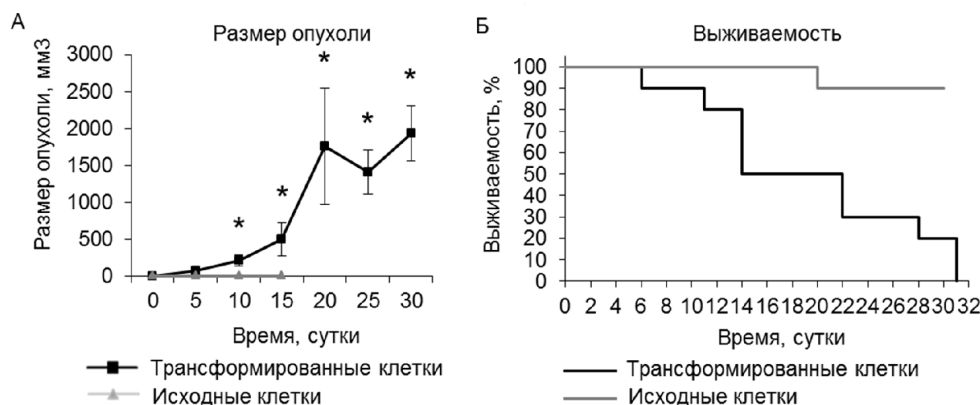 А
Размер опухоли
Размер опухоли, мм3
3000
2500
2000
1500
1000
500
0
* * * * *
0 5 10 15 20 25 30
Время, сутки
Трансформированные клетки
Исходные клетки
Б
Выживаемость
Выживаемость, %
100
90
80
70
60
50
40
30
20
10
0
0 2 4 6 8 10 12 14 16 18 20 22 24 26 28 30 32
Время, сутки
Трансформированные клетки
Исходные клетки